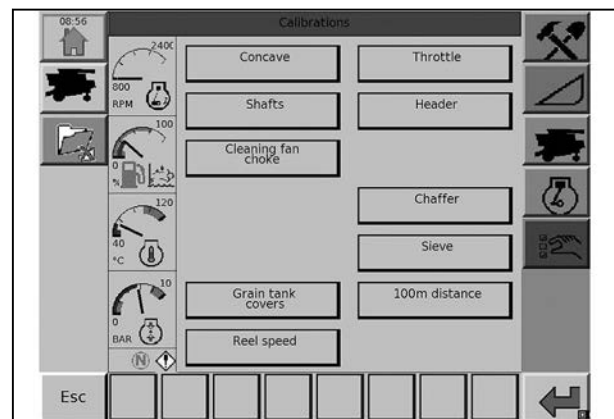 08:56
Calibrations
2400
800
RPM
Concave
Throttle
Shafts
Header
100
0
%
Cleaning fan
choke
120
40
°C
Chaffer
Sieve
10
0
BAR
Grain tank
covers
100m distance
Reel speed
N
Esc